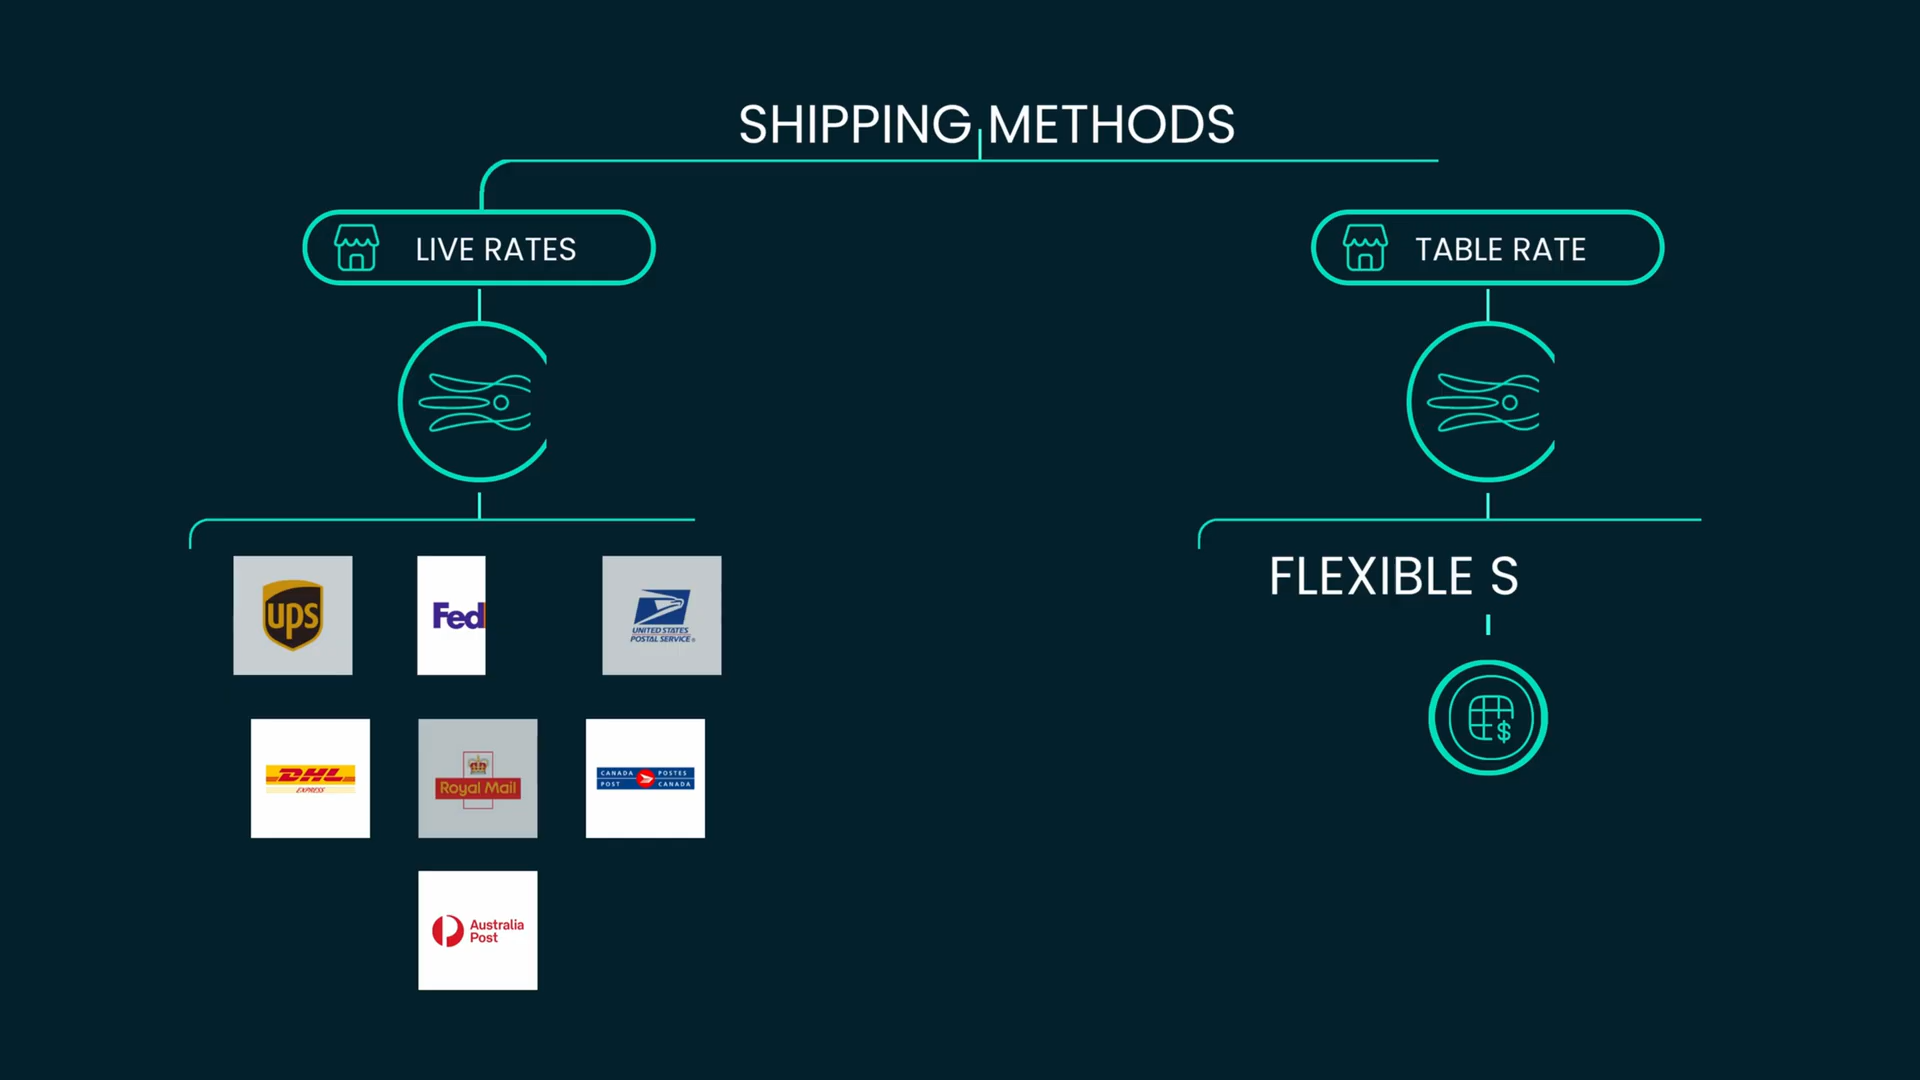 SHIPPING METHODS
LIVE RATES
TABLE RATE
FLEXIBLE S
ups
Fed
UNITED STATES
POSTAL SERVICE®
$
DHL
EXPRESS
Royal Mail
CANADA POSTES
POST CANADA
Australia
Post